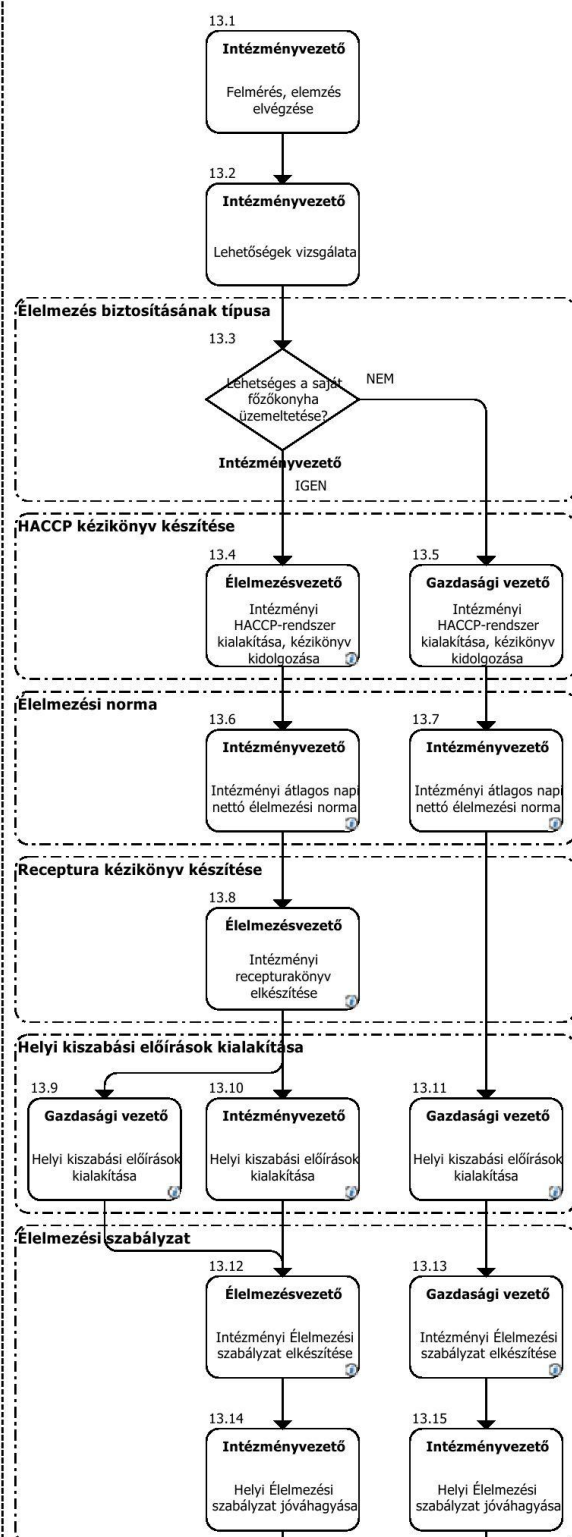 13.1
Intézményvezető
Felmérés, elemzés
elvégzése
13.2
Intézményvezető
Lehetőségek vizsgálata
Élelmezés biztosításának típusa
13.3
Lehetséges a saját
főzőkonyha
üzemeltetése?
NEM
Intézményvezető
IGEN
HACCP kézikönyv készítése
13.4
Élelmezésvezető
Intézményi
HACCP-rendszer
kialakítása, kézikönyv
kidolgozása
13.5
Gazdasági vezető
Intézményi
HACCP-rendszer
kialakítása, kézikönyv
kidolgozása
Élelmezési norma
13.6
Intézményvezető
Intézményi átlagos napi
nettó élelmezési norma
13.7
Intézményvezető
Intézményi átlagos napi
nettó élelmezési norma
Receptura kézikönyv készítése
13.8
Élelmezésvezető
Intézményi
recepturakönyv
elkészítése
Helyi kiszabási előírások kialakítása
13.9
Gazdasági vezető
Helyi kiszabási előírások
kialakítása
13.10
Intézményvezető
Helyi kiszabási előírások
kialakítása
13.11
Gazdasági vezető
Helyi kiszabási előírások
kialakítása
Élelmezési szabályzat
13.12
Élelmezésvezető
Intézményi Élelmezési
szabályzat elkészítése
13.13
Gazdasági vezető
Intézményi Élelmezési
szabályzat elkészítése
13.14
Intézményvezető
Helyi Élelmezési
szabályzat jóváhagyása
13.15
Intézményvezető
Helyi Élelmezési
szabályzat jóváhagyása